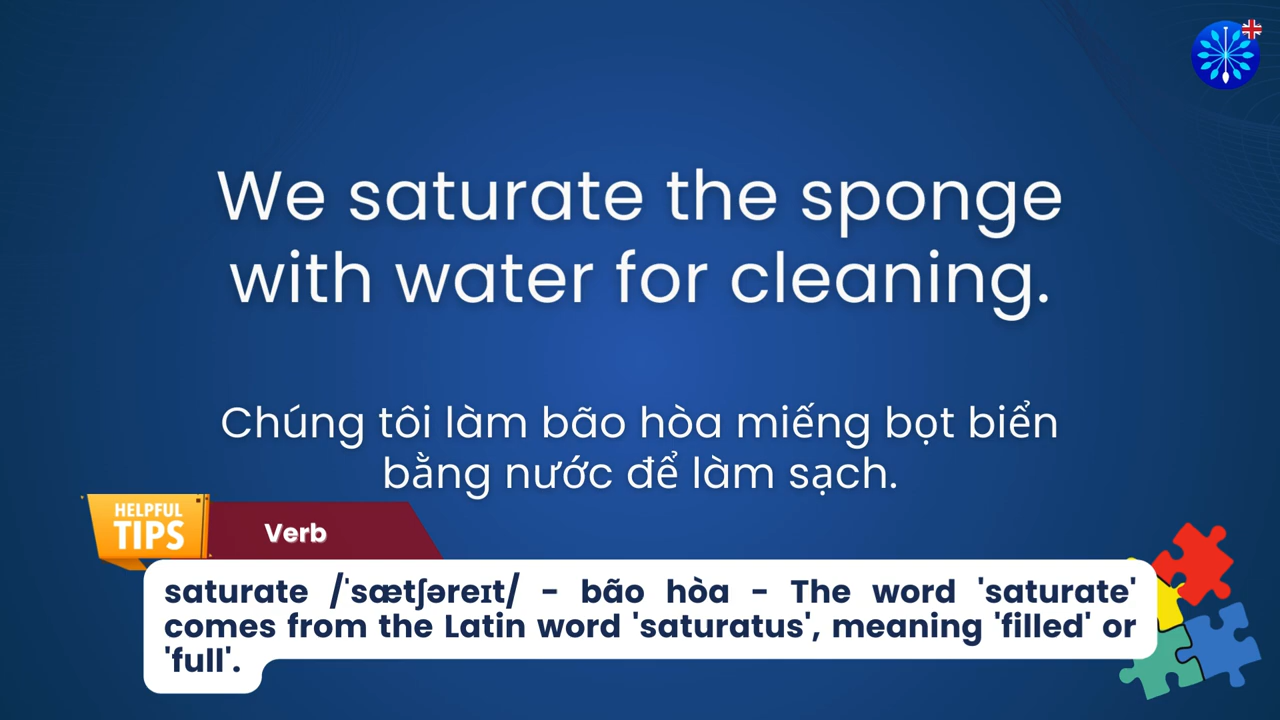 We saturate the sponge
with water for cleaning.
Chúng tôi làm bão hòa miếng bọt biển
bằng nước để làm sạch.
HELPFUL
TIPS
Verb
saturate /ˈsætʃəreɪt/ - bão hòa - The word 'saturate'
comes from the Latin word 'saturatus', meaning 'filled' or
'full'.